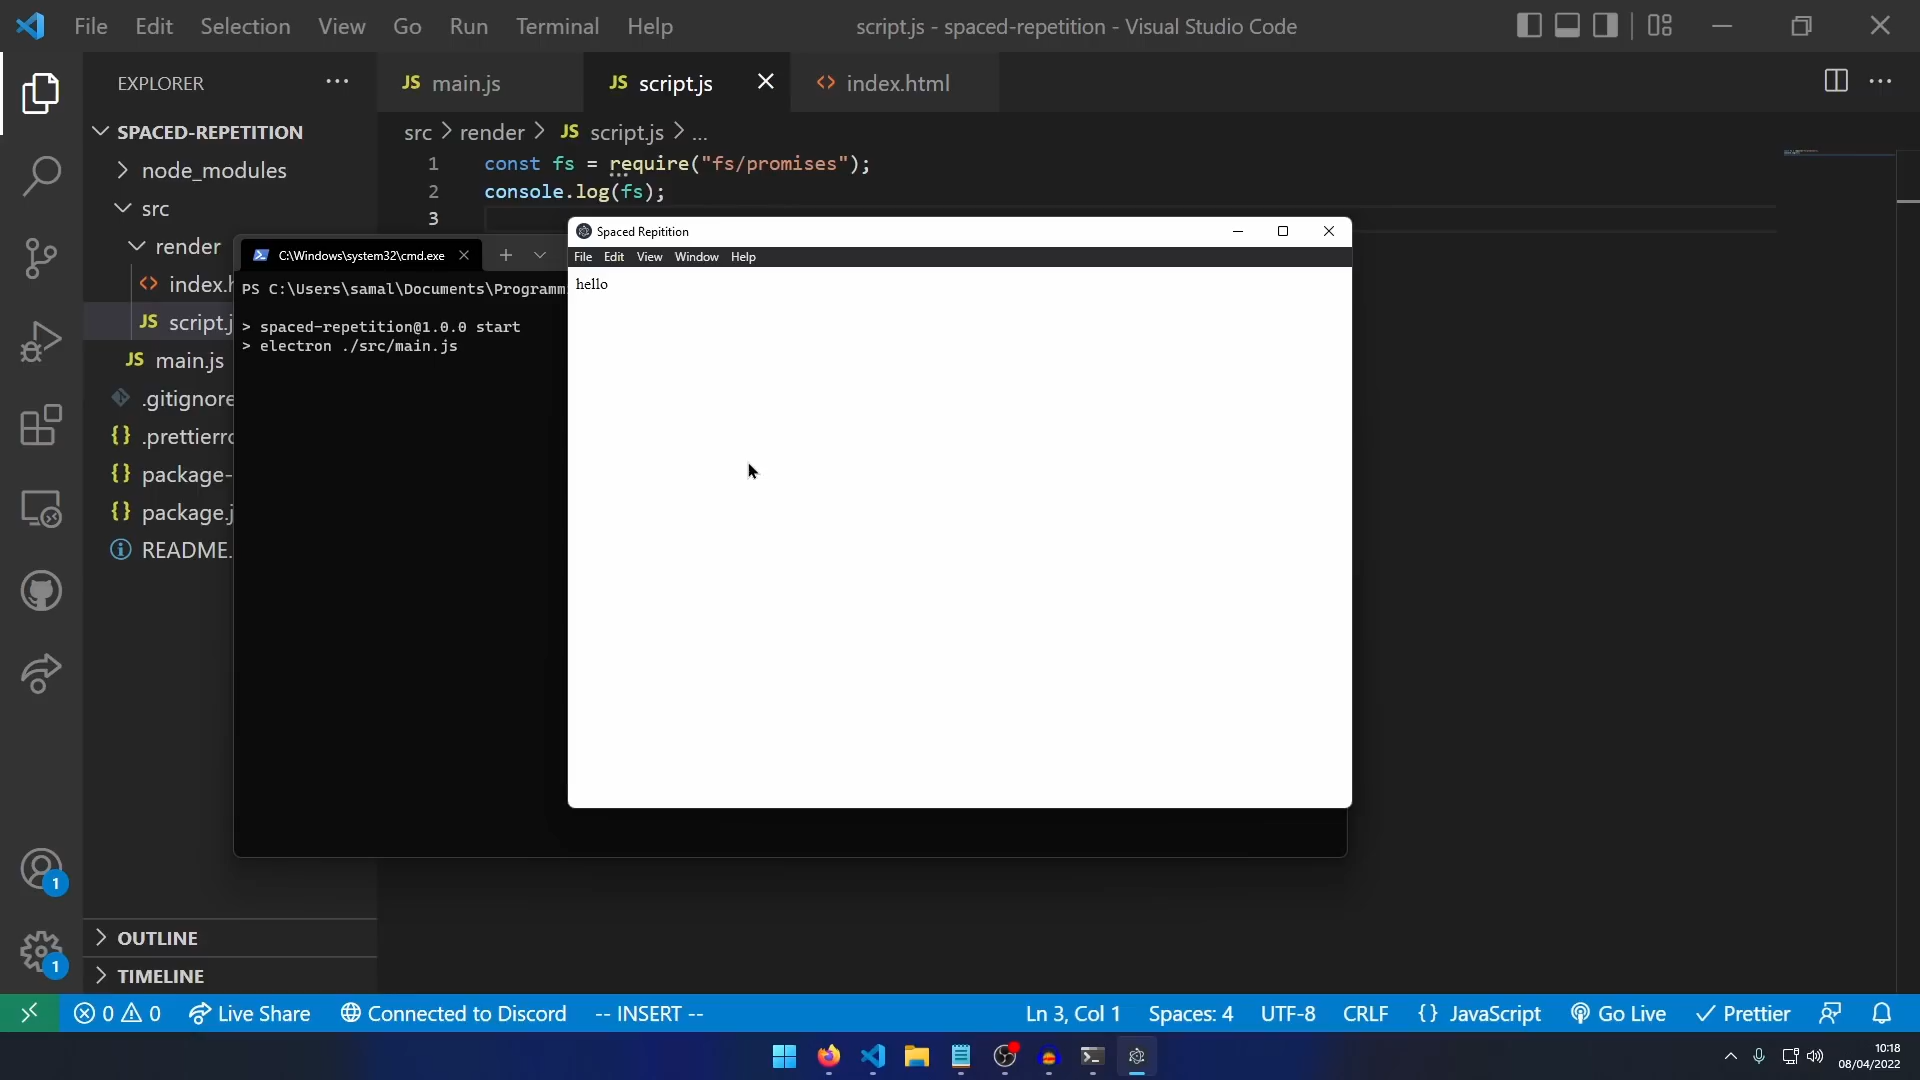 File Edit Selection View Go Run Terminal Help
script.js - spaced-repetition - Visual Studio Code
EXPLORER
SPACED-REPETITION
node_modules
src
render
index.h
script.j
main.js
.gitignore
.prettierrc
package-
package.j
README.
OUTLINE
TIMELINE
JS main.js
JS script.js
<> index.html
src > render > JS script.js > ...
1 const fs = require("fs/promises");
2 console.log(fs);
3
C:\Windows\system32\cmd.exe
PS C:\Users\samal\Documents\Programm
> spaced-repetition@1.0.0 start
> electron ./src/main.js
Spaced Repitition
File Edit View Window Help
hello
1
1
0 0 Live Share Connected to Discord -- INSERT --
Ln 3, Col 1 Spaces: 4 UTF-8 CRLF {} JavaScript Go Live Prettier
10:18
08/04/2022